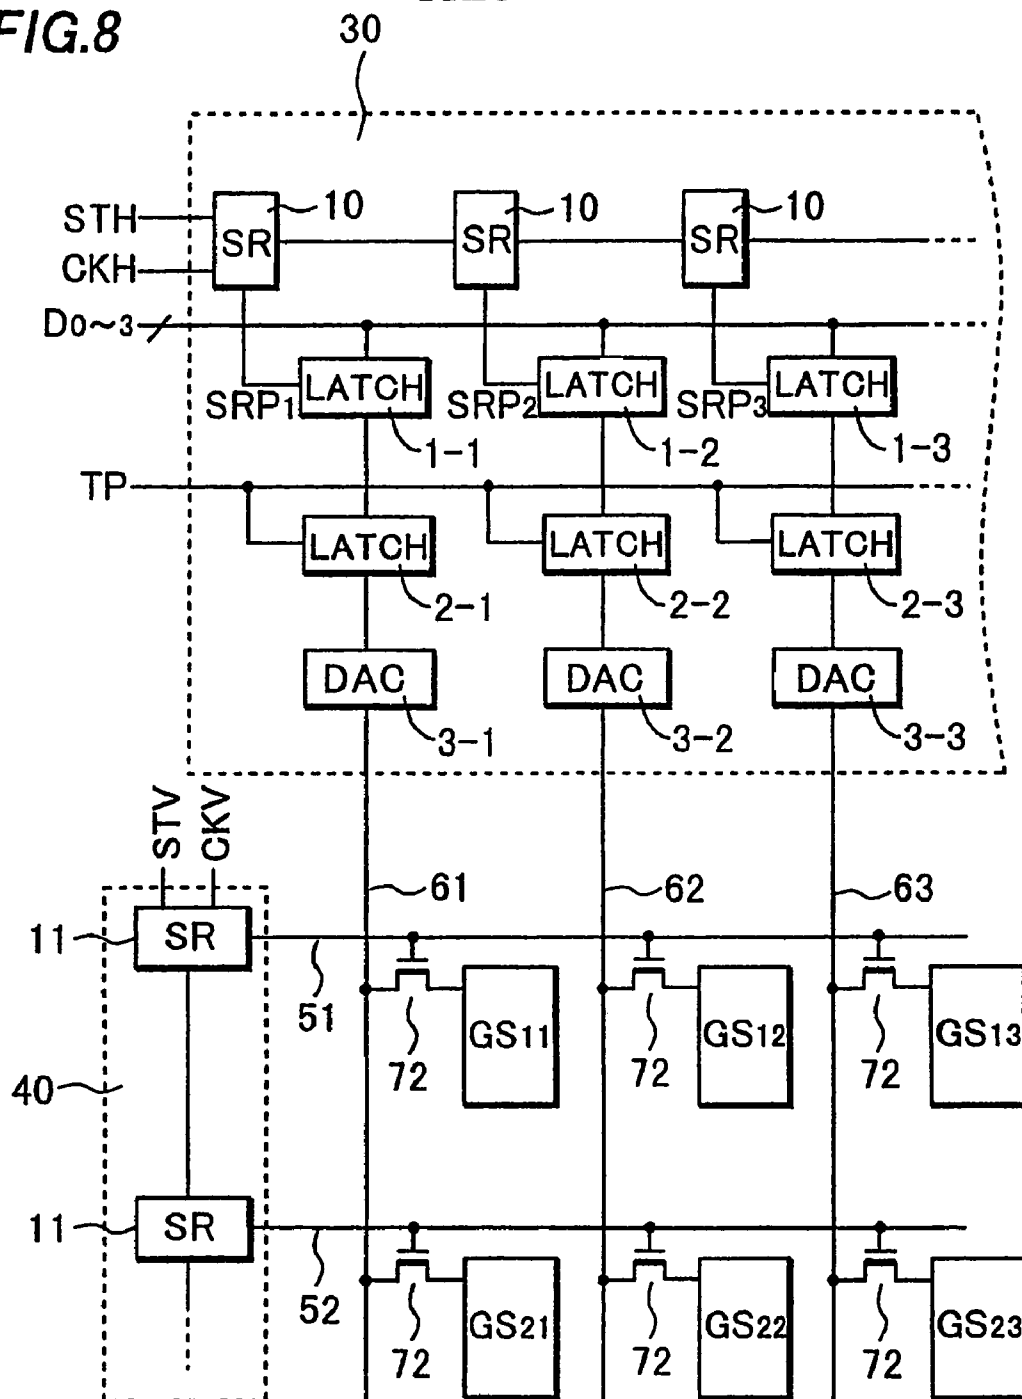 FIG.8
30
STH
SR
10
SR
10
SR
10
CKH
D0~3
SRP1
LATCH
SRP2
LATCH
SRP3
LATCH
1-1
1-2
1-3
TP
LATCH
LATCH
LATCH
2-1
2-2
2-3
DAC
DAC
DAC
3-1
3-2
3-3
STV
CKV
61
62
63
11
SR
51
72
GS11
72
GS12
72
GS13
40
11
SR
52
72
GS21
72
GS22
72
GS23